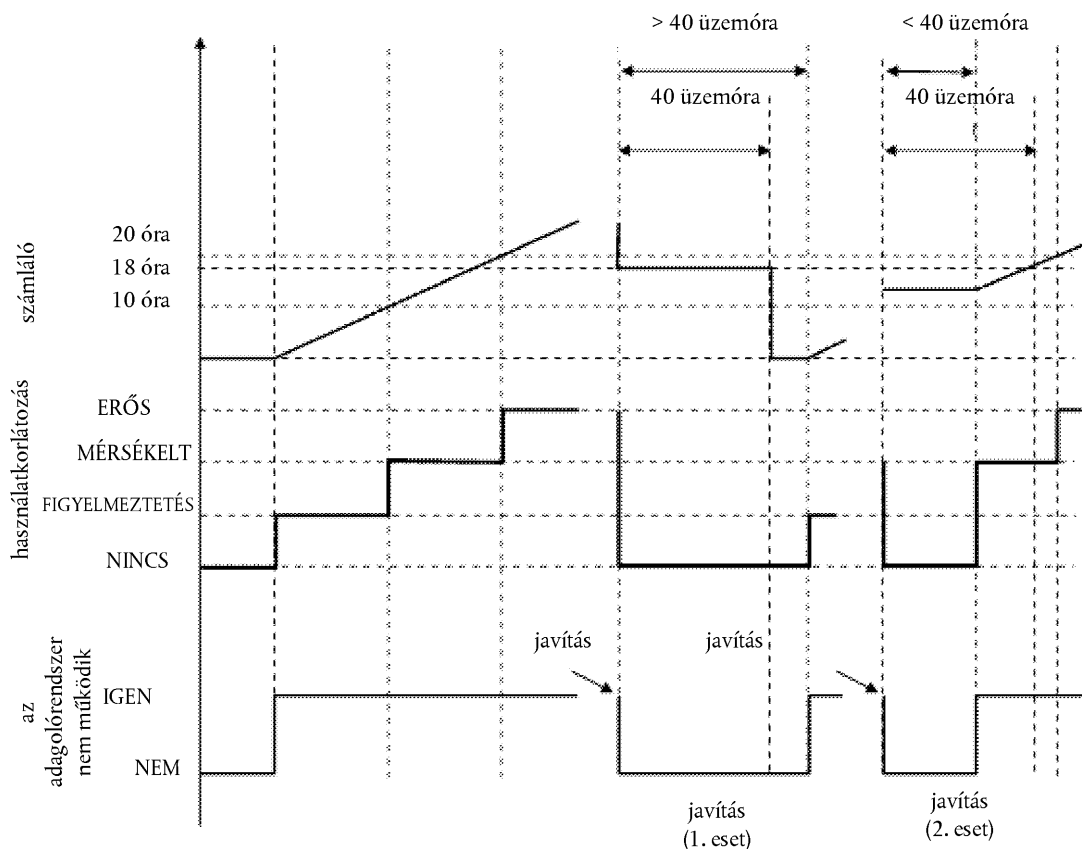 > 40 üzemóra
< 40 üzemóra
40 üzemóra
40 üzemóra
számláló
20 óra
18 óra
10 óra
használatkorlátozás
ERŐS
MÉRSÉKELT
FIGYELMEZTETÉS
NINCS
az
adagolórendszer
nem működik
IGEN
NEM
javítás
javítás
javítás
(1. eset)
javítás
(2. eset)